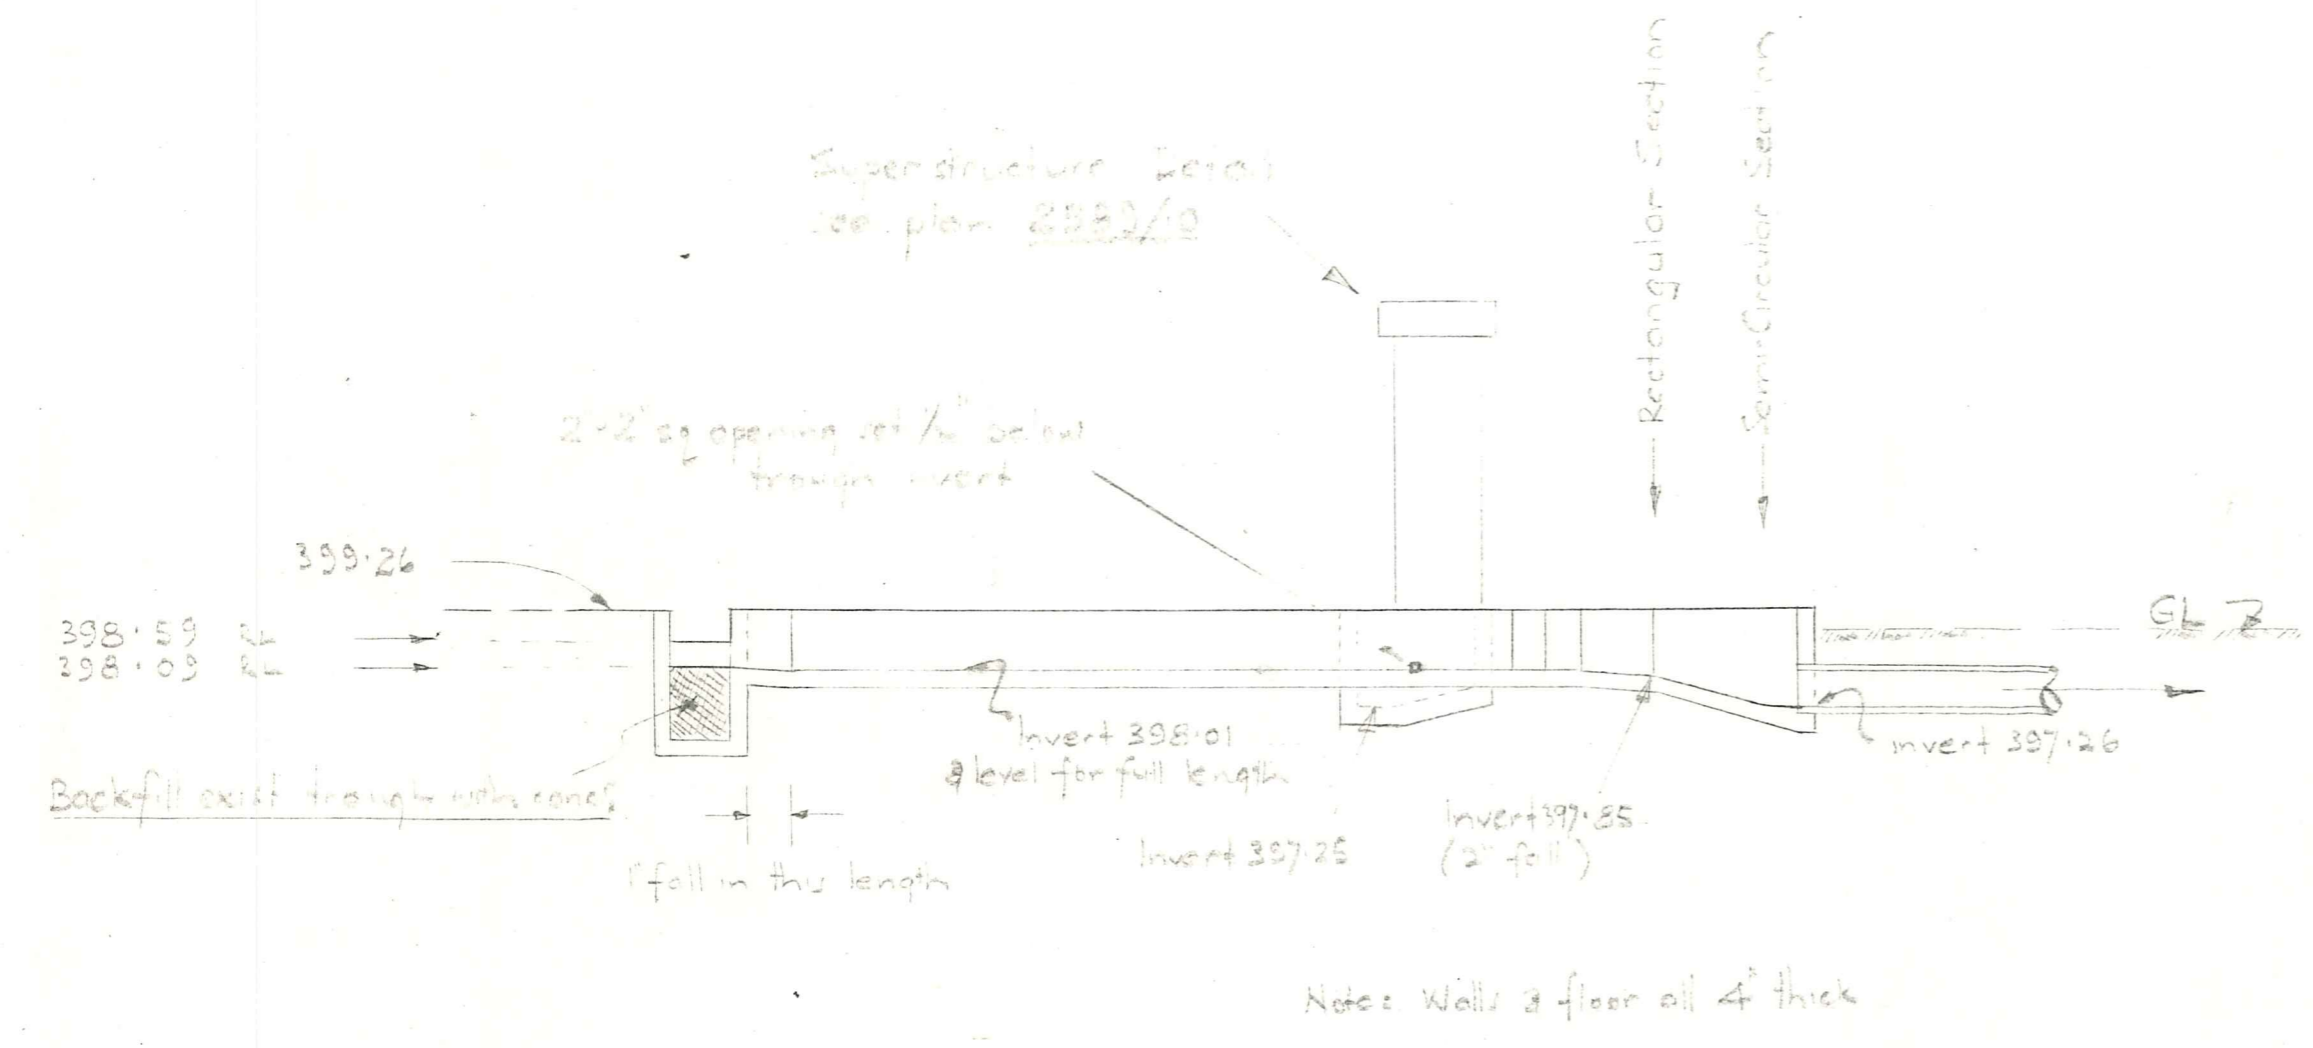 Rectangular Section
Semi-Circular Section
Superstructure Detail
see plan
2'-2" sq opening set 1/2" below
trough invert
399.26
398.59 RL
398.09 RL
GL
Invert 398.01
& level for full length
invert 397.26
Backfill exist trough with conc.
Invert 397.85
(2" fall)
Invert 397.25
1" fall in this length
Note: Walls & floor all 4" thick